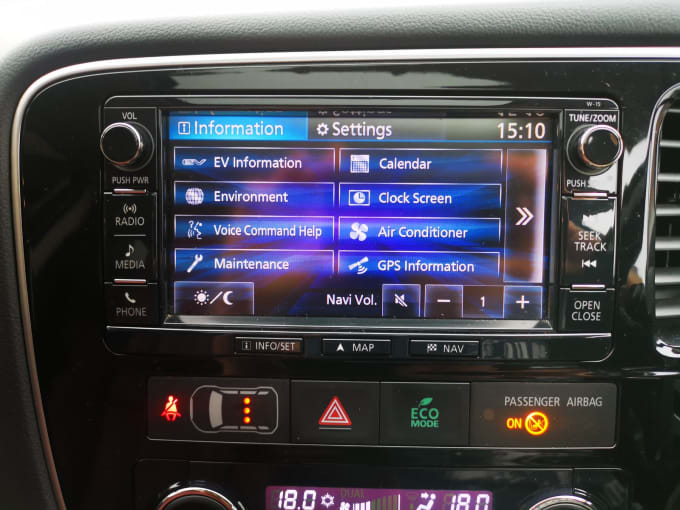 W-15
VOL
TUNE/ZOOM
Information
Settings
15:10
PUSH PWR
EV Information
Calendar
PUSH
RADIO
Environment
Clock Screen
SEEK
TRACK
Voice Command Help
Air Conditioner
MEDIA
Maintenance
GPS Information
PHONE
Navi Vol.
1
OPEN
CLOSE
INFO/SET
MAP
NAV
ECO
MODE
PASSENGER AIRBAG
ON
18.0
DUAL
18.0